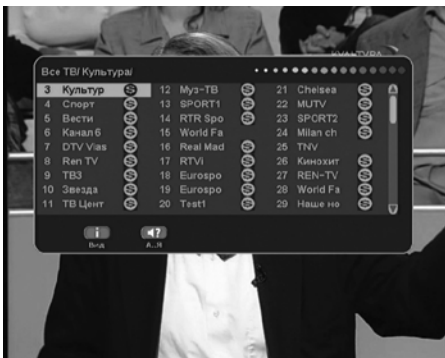 КУЛЬТУРА
Все ТВ/ Культура/
3 Культур S 12 Муз-ТВ S 21 Chelsea S
4 Спорт S 13 SPORT1 S 22 MUTV S
5 Вести S 14 RTR Spo S 23 SPORT2 S
6 Канал 6 S 15 World Fa 24 Milan ch S
7 DTV Vias S 16 Real Mad S 25 TNV
8 Ren TV S 17 RTVi S 26 Кинохит S
9 ТВ3 S 18 Eurospo S 27 REN-TV S
10 Звезда S 19 Eurospo S 28 World Fa S
11 ТВ Цент S 20 Test1 S 29 Наше но S
i ?
Вид А..Я